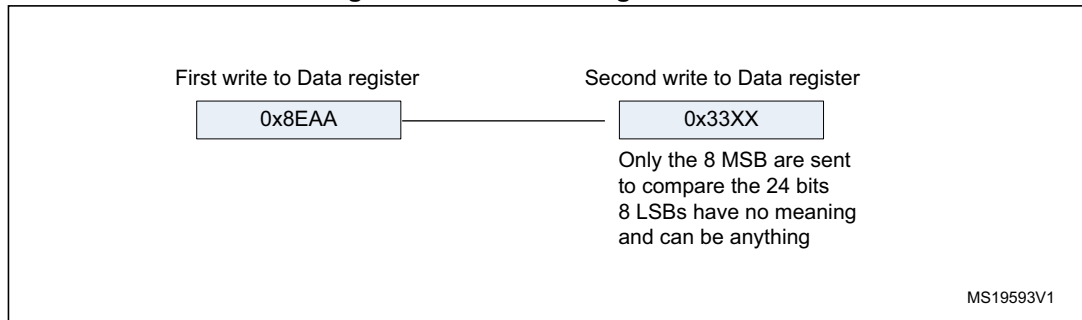 First write to Data register
Second write to Data register
0x8EAA
0x33XX
Only the 8 MSB are sent
to compare the 24 bits
8 LSBs have no meaning
and can be anything
MS19593V1